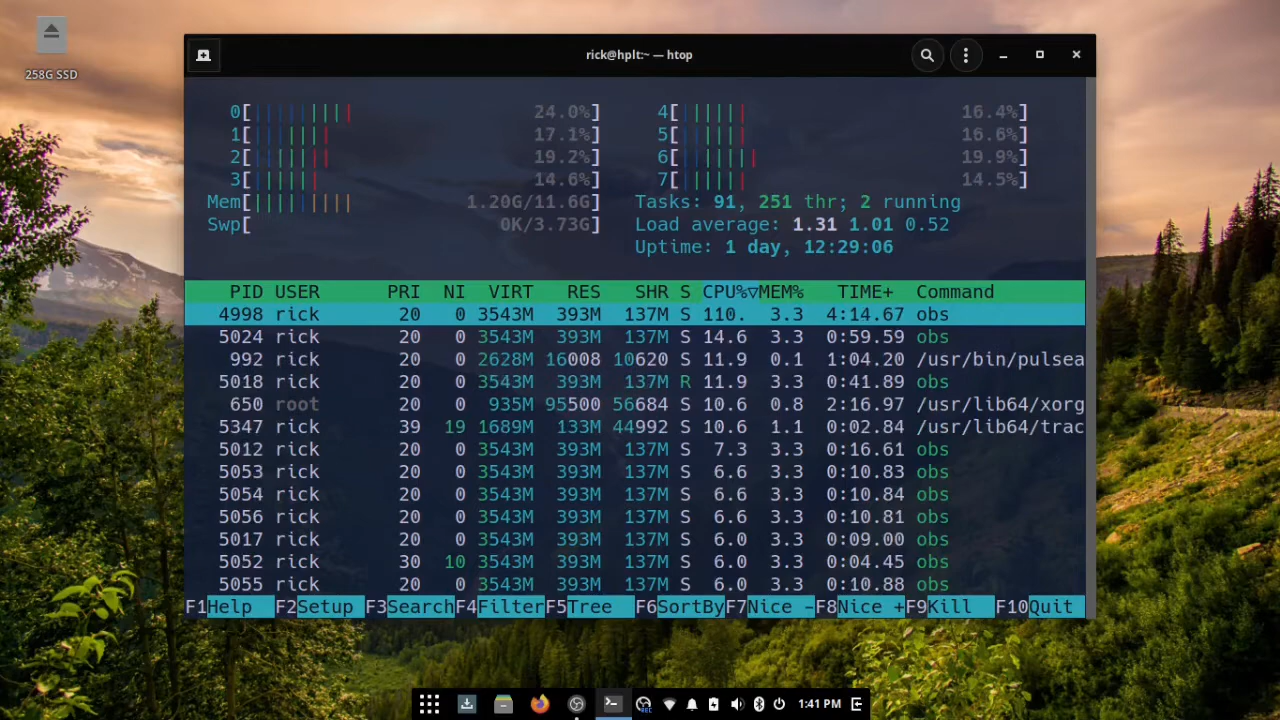 258G SSD
rick@hplt:~ — htop
0[|||||||||| 24.0%] 4[|||||| 16.4%]
1[|||||||| 17.1%] 5[|||||| 16.6%]
2[|||||||| 19.2%] 6[||||||| 19.9%]
3[||||||| 14.6%] 7[|||||| 14.5%]
Mem[|||||||||| 1.20G/11.6G] Tasks: 91, 251 thr; 2 running
Swp[ 0K/3.73G] Load average: 1.31 1.01 0.52
Uptime: 1 day, 12:29:06
PID USER PRI NI VIRT RES SHR S CPU%▽MEM% TIME+ Command
4998 rick 20 0 3543M 393M 137M S 110. 3.3 4:14.67 obs
5024 rick 20 0 3543M 393M 137M S 14.6 3.3 0:59.59 obs
992 rick 20 0 2628M 16008 10620 S 11.9 0.1 1:04.20 /usr/bin/pulsea
5018 rick 20 0 3543M 393M 137M R 11.9 3.3 0:41.89 obs
650 root 20 0 935M 95500 56684 S 10.6 0.8 2:16.97 /usr/lib64/xorg
5347 rick 39 19 1689M 133M 44992 S 10.6 1.1 0:02.84 /usr/lib64/trac
5012 rick 20 0 3543M 393M 137M S 7.3 3.3 0:16.61 obs
5053 rick 20 0 3543M 393M 137M S 6.6 3.3 0:10.83 obs
5054 rick 20 0 3543M 393M 137M S 6.6 3.3 0:10.84 obs
5056 rick 20 0 3543M 393M 137M S 6.6 3.3 0:10.81 obs
5017 rick 20 0 3543M 393M 137M S 6.0 3.3 0:09.00 obs
5052 rick 30 10 3543M 393M 137M S 6.0 3.3 0:04.45 obs
5055 rick 20 0 3543M 393M 137M S 6.0 3.3 0:10.88 obs
F1Help F2Setup F3SearchF4FilterF5Tree F6SortByF7Nice -F8Nice +F9Kill F10Quit
REC 1:41 PM